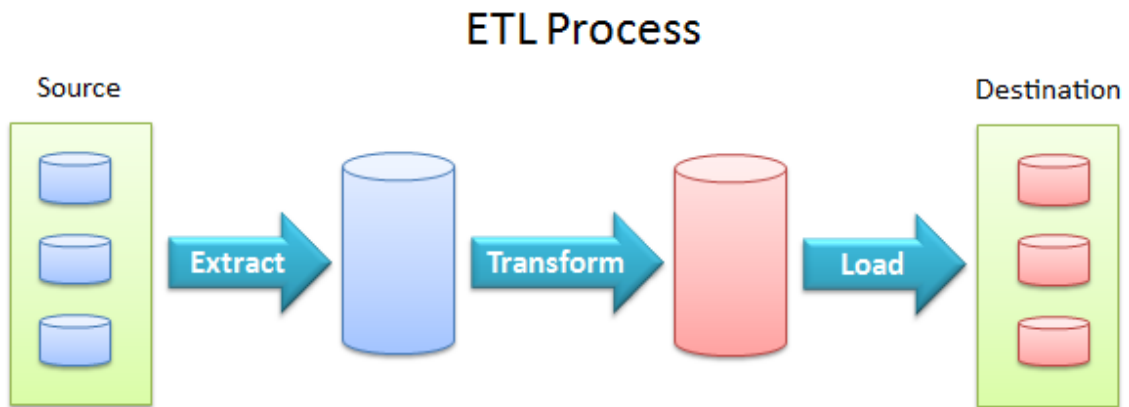 ETL Process
Source
Destination
Extract
Transform
Load